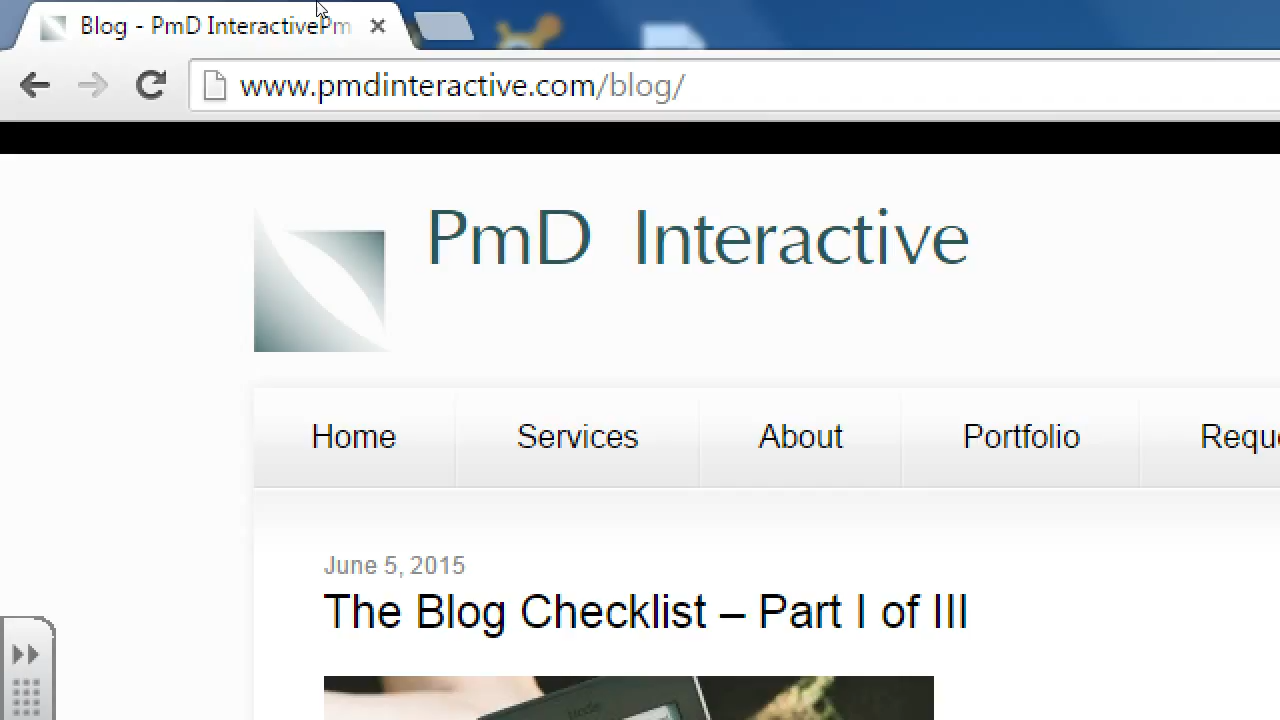 Blog - PmD InteractivePm
www.pmdinteractive.com/blog/
PmD Interactive
Home Services About Portfolio Requ
June 5, 2015
The Blog Checklist – Part I of III